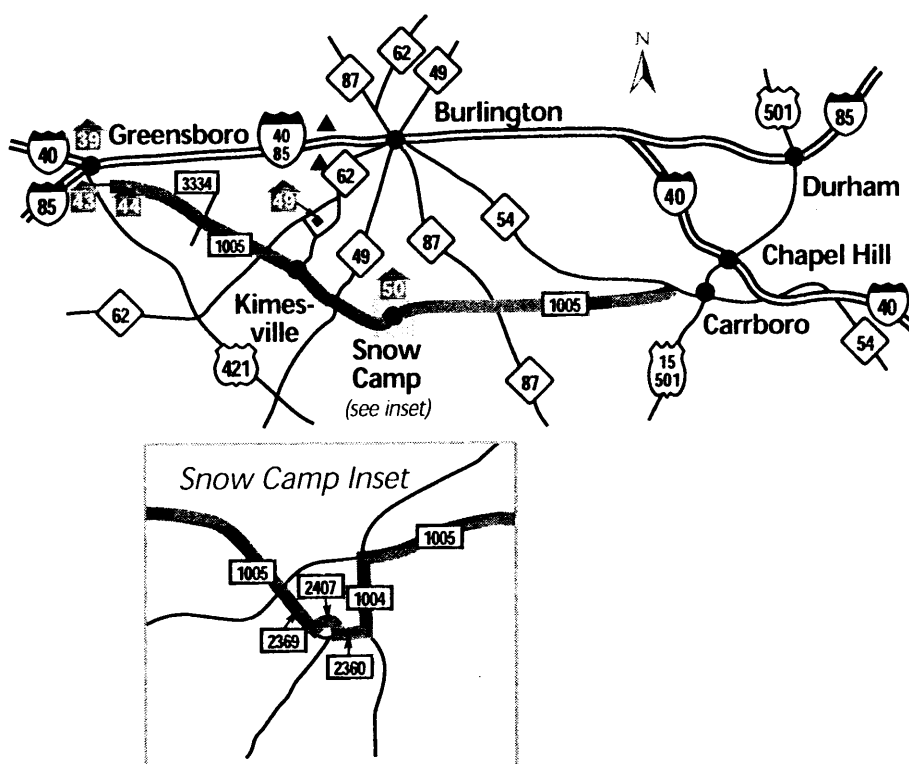 N
62
87
49
Burlington
501
85
39
Greensboro
40
85
40
62
3334
43
44
49
85
1005
40
54
Durham
49
87
Chapel Hill
50
1005
62
Kimes-
ville
Carrboro
40
421
Snow
Camp
(see inset)
87
15
501
54
Snow Camp Inset
1005
1005
2407
1004
2369
2360